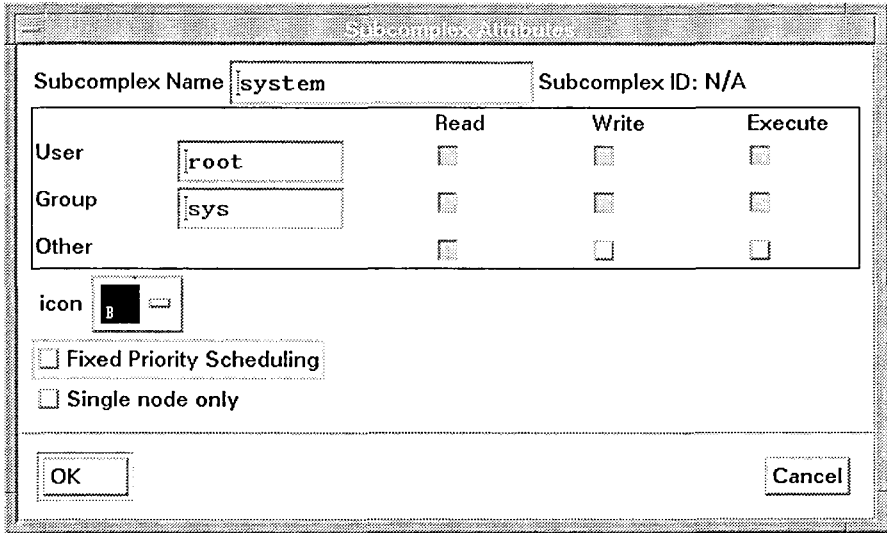 Subcomplex Attributes
Subcomplex Name system Subcomplex ID: N/A
Read Write Execute
User root
Group sys
Other
icon B
Fixed Priority Scheduling
Single node only
OK Cancel